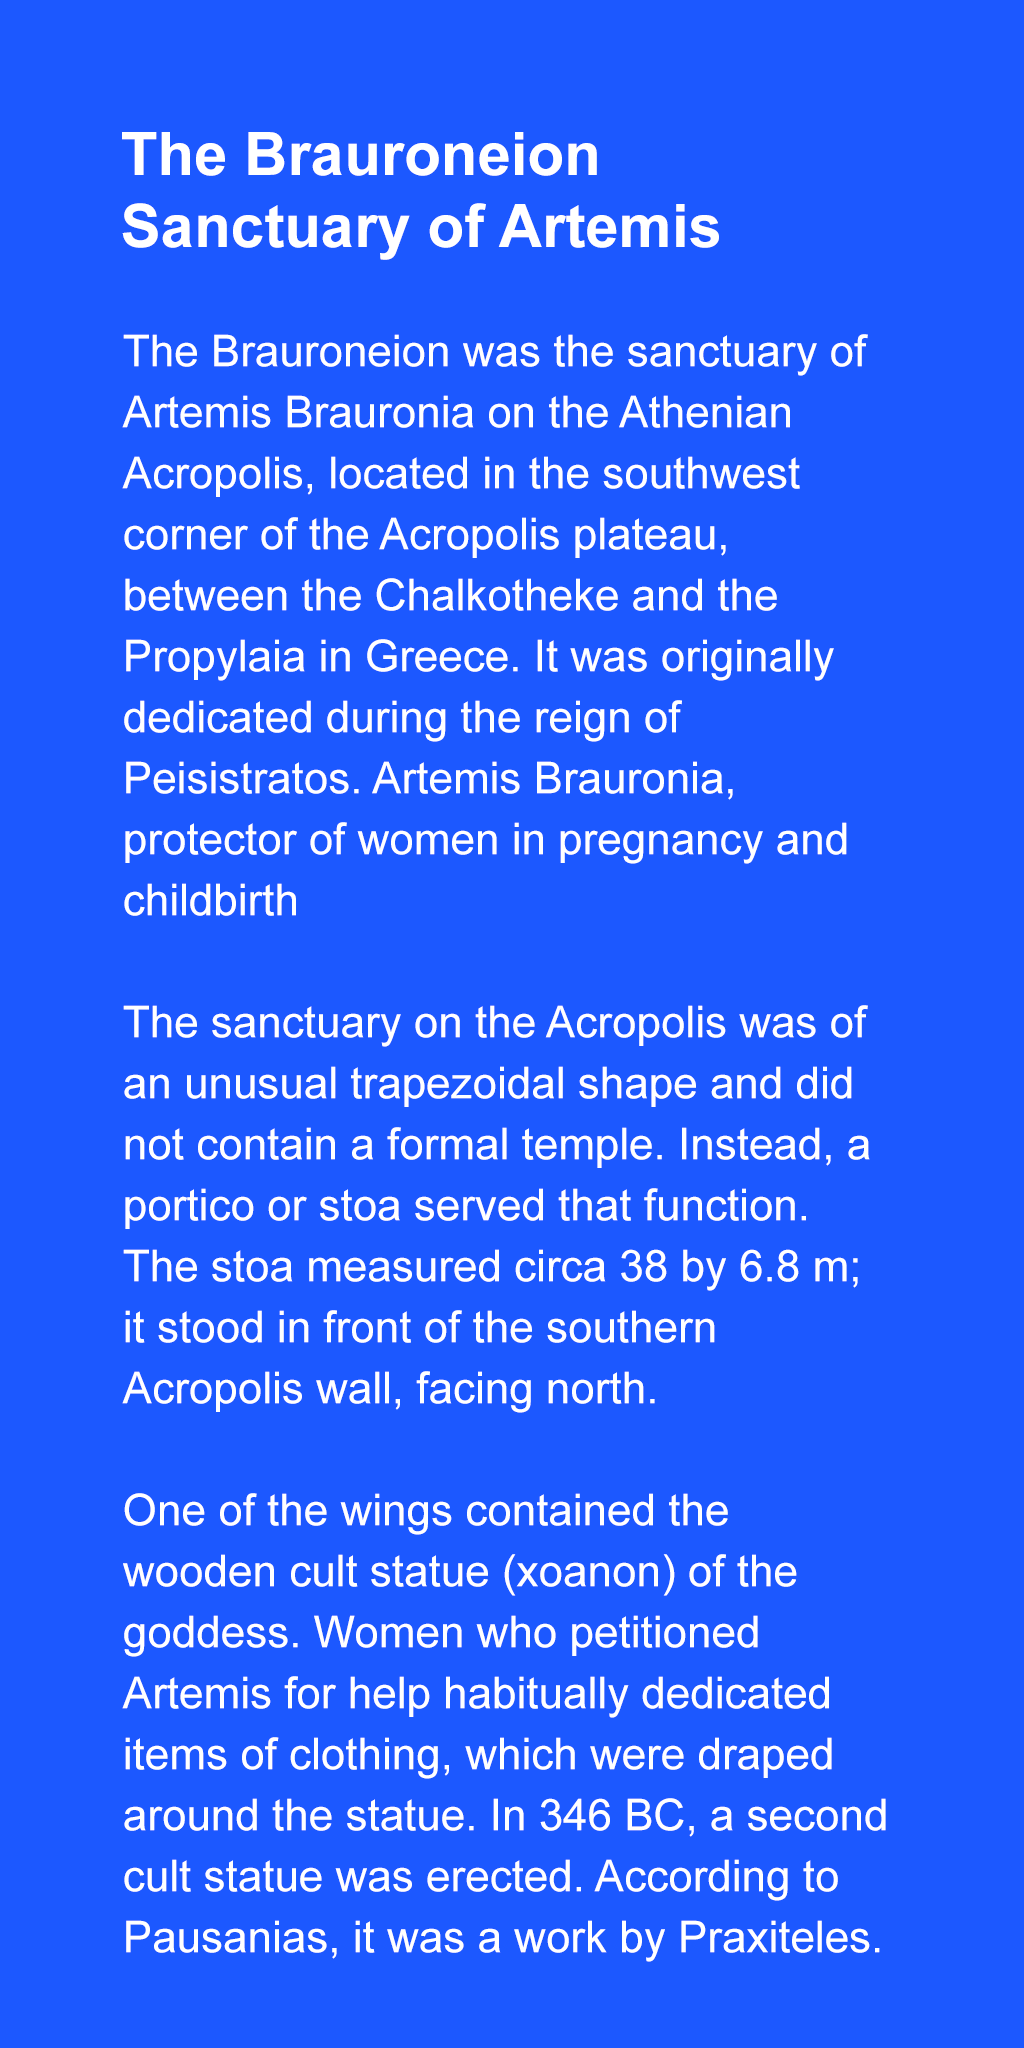 The Brauroneion
Sanctuary of Artemis
The Brauroneion was the sanctuary of
Artemis Brauronia on the Athenian
Acropolis, located in the southwest
corner of the Acropolis plateau,
between the Chalkotheke and the
Propylaia in Greece. It was originally
dedicated during the reign of
Peisistratos. Artemis Brauronia,
protector of women in pregnancy and
childbirth
The sanctuary on the Acropolis was of
an unusual trapezoidal shape and did
not contain a formal temple. Instead, a
portico or stoa served that function.
The stoa measured circa 38 by 6.8 m;
it stood in front of the southern
Acropolis wall, facing north.
One of the wings contained the
wooden cult statue (xoanon) of the
goddess. Women who petitioned
Artemis for help habitually dedicated
items of clothing, which were draped
around the statue. In 346 BC, a second
cult statue was erected. According to
Pausanias, it was a work by Praxiteles.